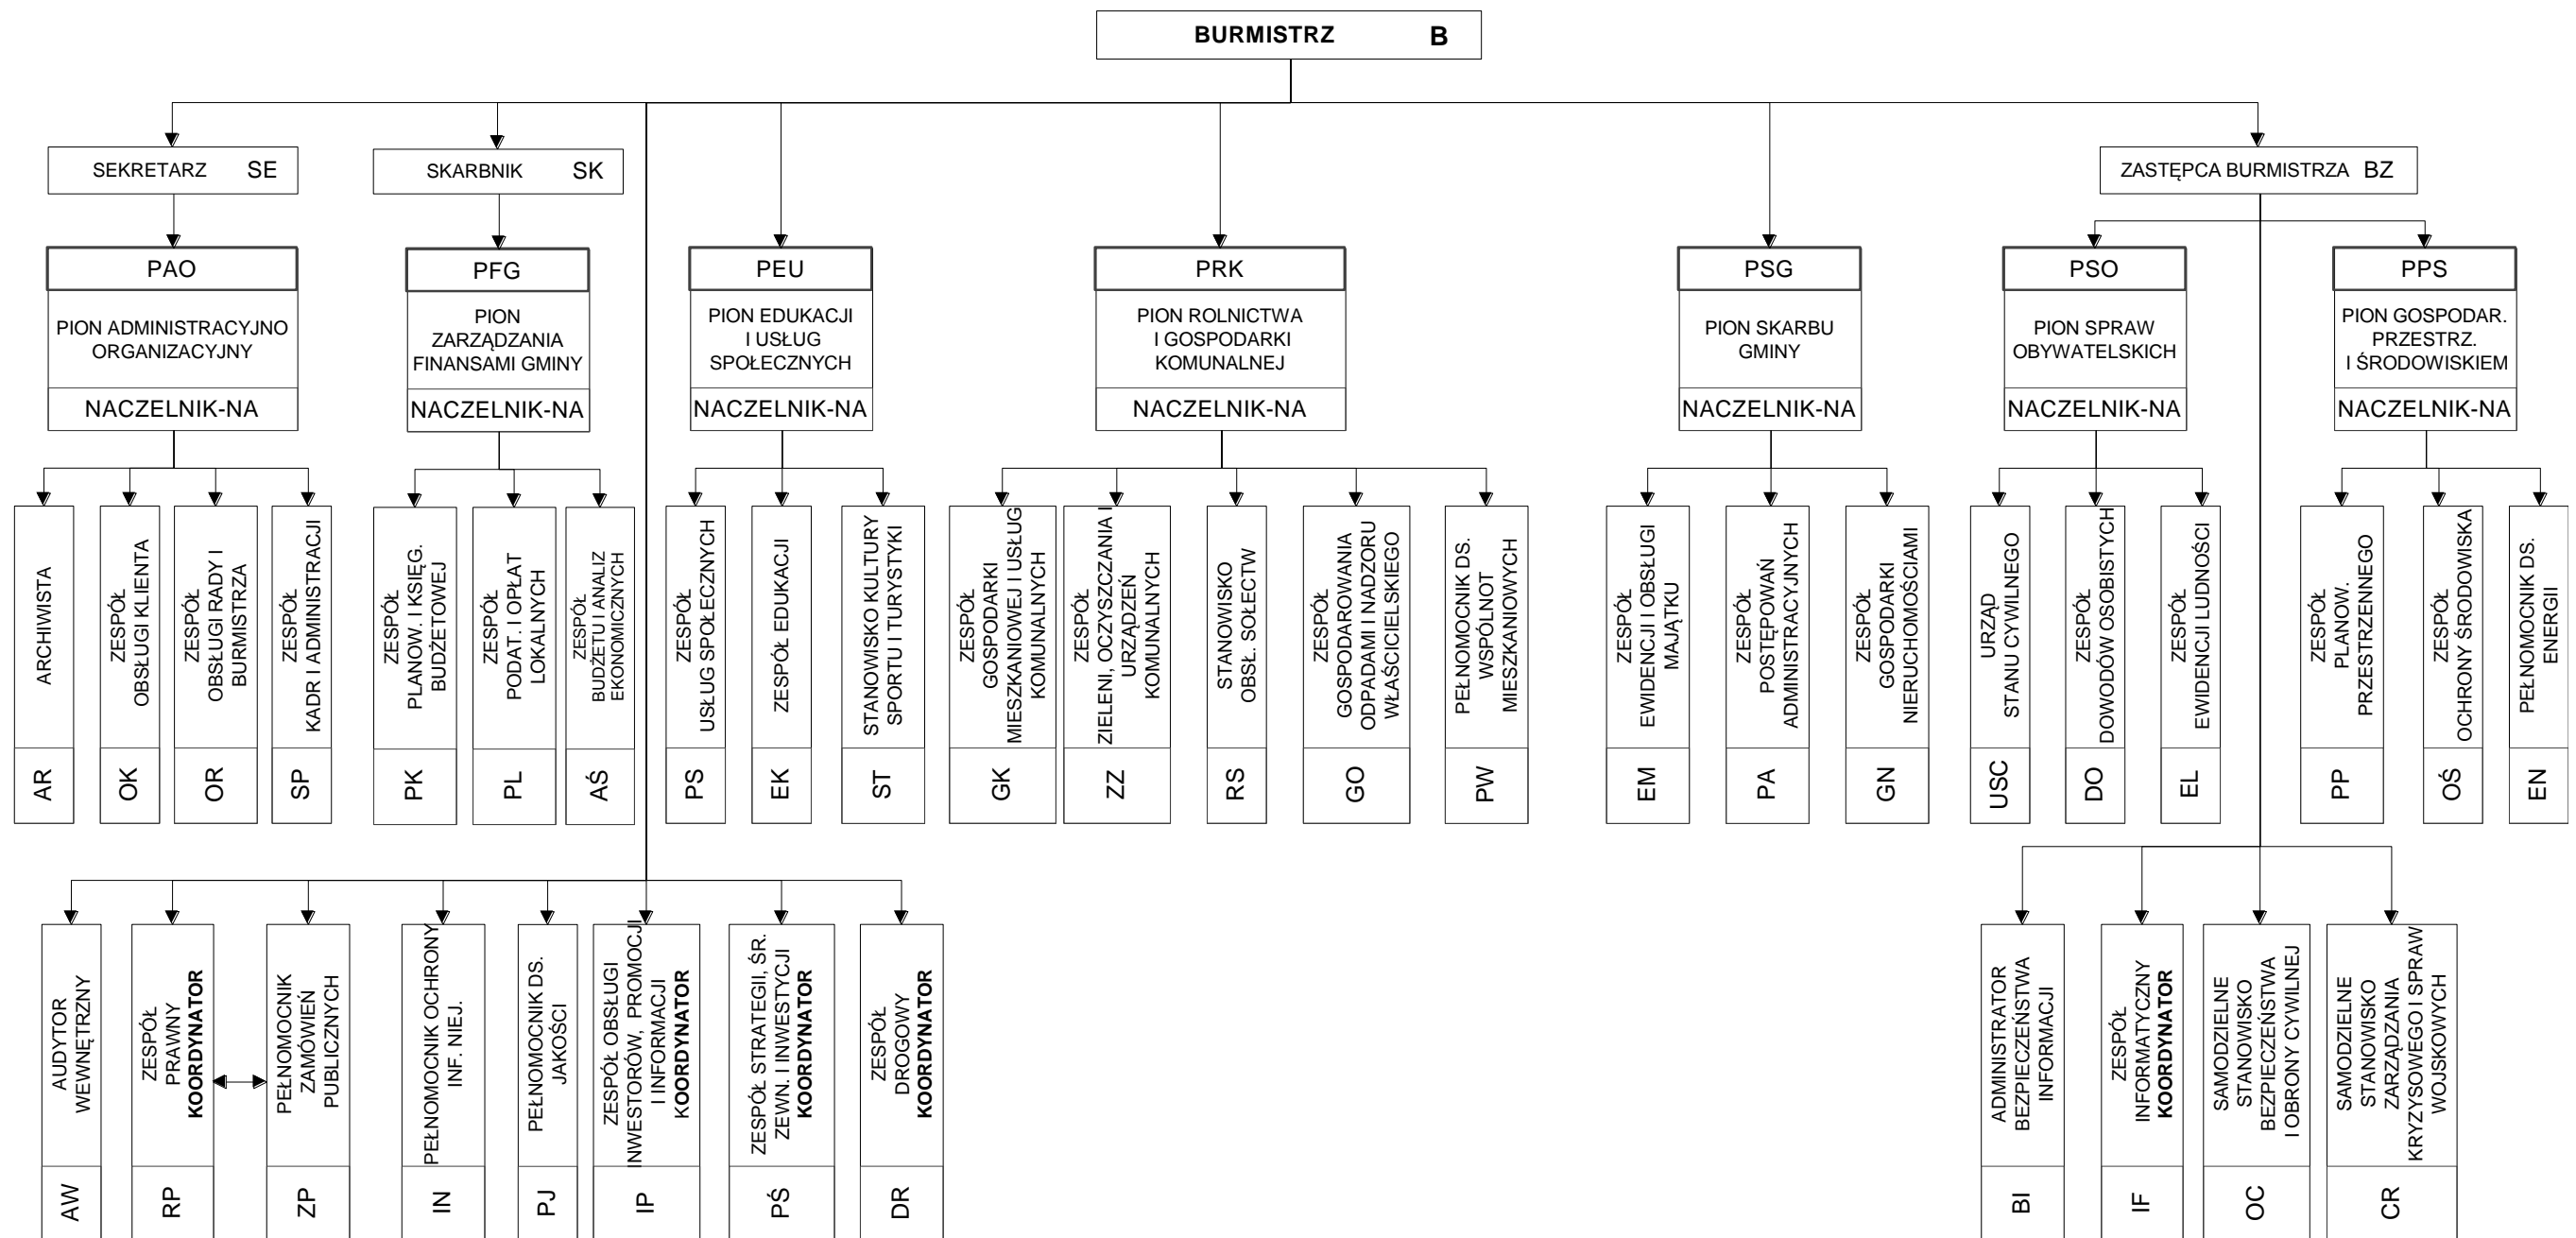 BURMISTRZ B
SEKRETARZ SE
SKARBNIK SK
ZASTĘPCA BURMISTRZA BZ
PAO
PION ADMINISTRACYJNO
ORGANIZACYJNY
NACZELNIK-NA
PFG
PION
ZARZĄDZANIA
FINANSAMI GMINY
NACZELNIK-NA
PEU
PION EDUKACJI
I USŁUG
SPOŁECZNYCH
NACZELNIK-NA
PRK
PION ROLNICTWA
I GOSPODARKI
KOMUNALNEJ
NACZELNIK-NA
PSG
PION SKARBU
GMINY
NACZELNIK-NA
PSO
PION SPRAW
OBYWATELSKICH
NACZELNIK-NA
PPS
PION GOSPODAR.
PRZESTRZ.
I ŚRODOWISKIEM
NACZELNIK-NA
ARCHIWISTA
AR
ZESPÓŁ
OBSŁUGI KLIENTA
OK
ZESPÓŁ
OBSŁUGI RADY I
BURMISTRZA
OR
ZESPÓŁ
KADR I ADMINISTRACJI
SP
ZESPÓŁ
PLANOW. I KSIĘG.
BUDŻETOWEJ
PK
ZESPÓŁ
PODAT. I OPŁAT
LOKALNYCH
PL
ZESPÓŁ
BUDŻETU I ANALIZ
EKONOMICZNYCH
AŚ
ZESPÓŁ
USŁUG SPOŁECZNYCH
PS
ZESPÓŁ EDUKACJI
EK
STANOWISKO KULTURY
SPORTU I TURYSTYKI
ST
ZESPÓŁ
GOSPODARKI
MIESZKANIOWEJ I USŁUG
KOMUNALNYCH
GK
ZESPÓŁ
ZIELENI, OCZYSZCZANIA I
URZĄDZEŃ
KOMUNALNYCH
ZZ
STANOWISKO
OBSŁ. SOŁECTW
RS
ZESPÓŁ
GOSPODAROWANIA
ODPADAMI I NADZORU
WŁAŚCICIELSKIEGO
GO
PEŁNOMOCNIK DS.
WSPÓLNOT
MIESZKANIOWYCH
PW
ZESPÓŁ
EWIDENCJI I OBSŁUGI
MAJĄTKU
EM
ZESPÓŁ
POSTĘPOWAŃ
ADMINISTRACYJNYCH
PA
ZESPÓŁ
GOSPODARKI
NIERUCHOMOŚCIAMI
GN
URZĄD
STANU CYWILNEGO
USC
ZESPÓŁ
DOWODÓW OSOBISTYCH
DO
ZESPÓŁ
EWIDENCJI LUDNOŚCI
EL
ZESPÓŁ
PLANOW.
PRZESTRZENNEGO
PP
ZESPÓŁ
OCHRONY ŚRODOWISKA
OŚ
PEŁNOMOCNIK DS.
ENERGII
EN
AUDYTOR
WEWNĘTRZNY
AW
ZESPÓŁ
PRAWNY
KOORDYNATOR
RP
PEŁNOMOCNIK
ZAMÓWIEŃ
PUBLICZNYCH
ZP
PEŁNOMOCNIK OCHRONY
INF. NIEJ.
IN
PEŁNOMOCNIK DS.
JAKOŚCI
PJ
ZESPÓŁ OBSŁUGI
INWESTORÓW, PROMOCJI
I INFORMACJI
KOORDYNATOR
IP
ZESPÓŁ STRATEGII, ŚR.
ZEWN. I INWESTYCJI
KOORDYNATOR
PŚ
ZESPÓŁ
DROGOWY
KOORDYNATOR
DR
ADMINISTRATOR
BEZPIECZEŃSTWA
INFORMACJI
BI
ZESPÓŁ
INFORMATYCZNY
KOORDYNATOR
IF
SAMODZIELNE
STANOWISKO
BEZPIECZEŃSTWA
I OBRONY CYWILNEJ
OC
SAMODZIELNE
STANOWISKO
ZARZĄDZANIA
KRYZYSOWEGO I SPRAW
WOJSKOWYCH
CR